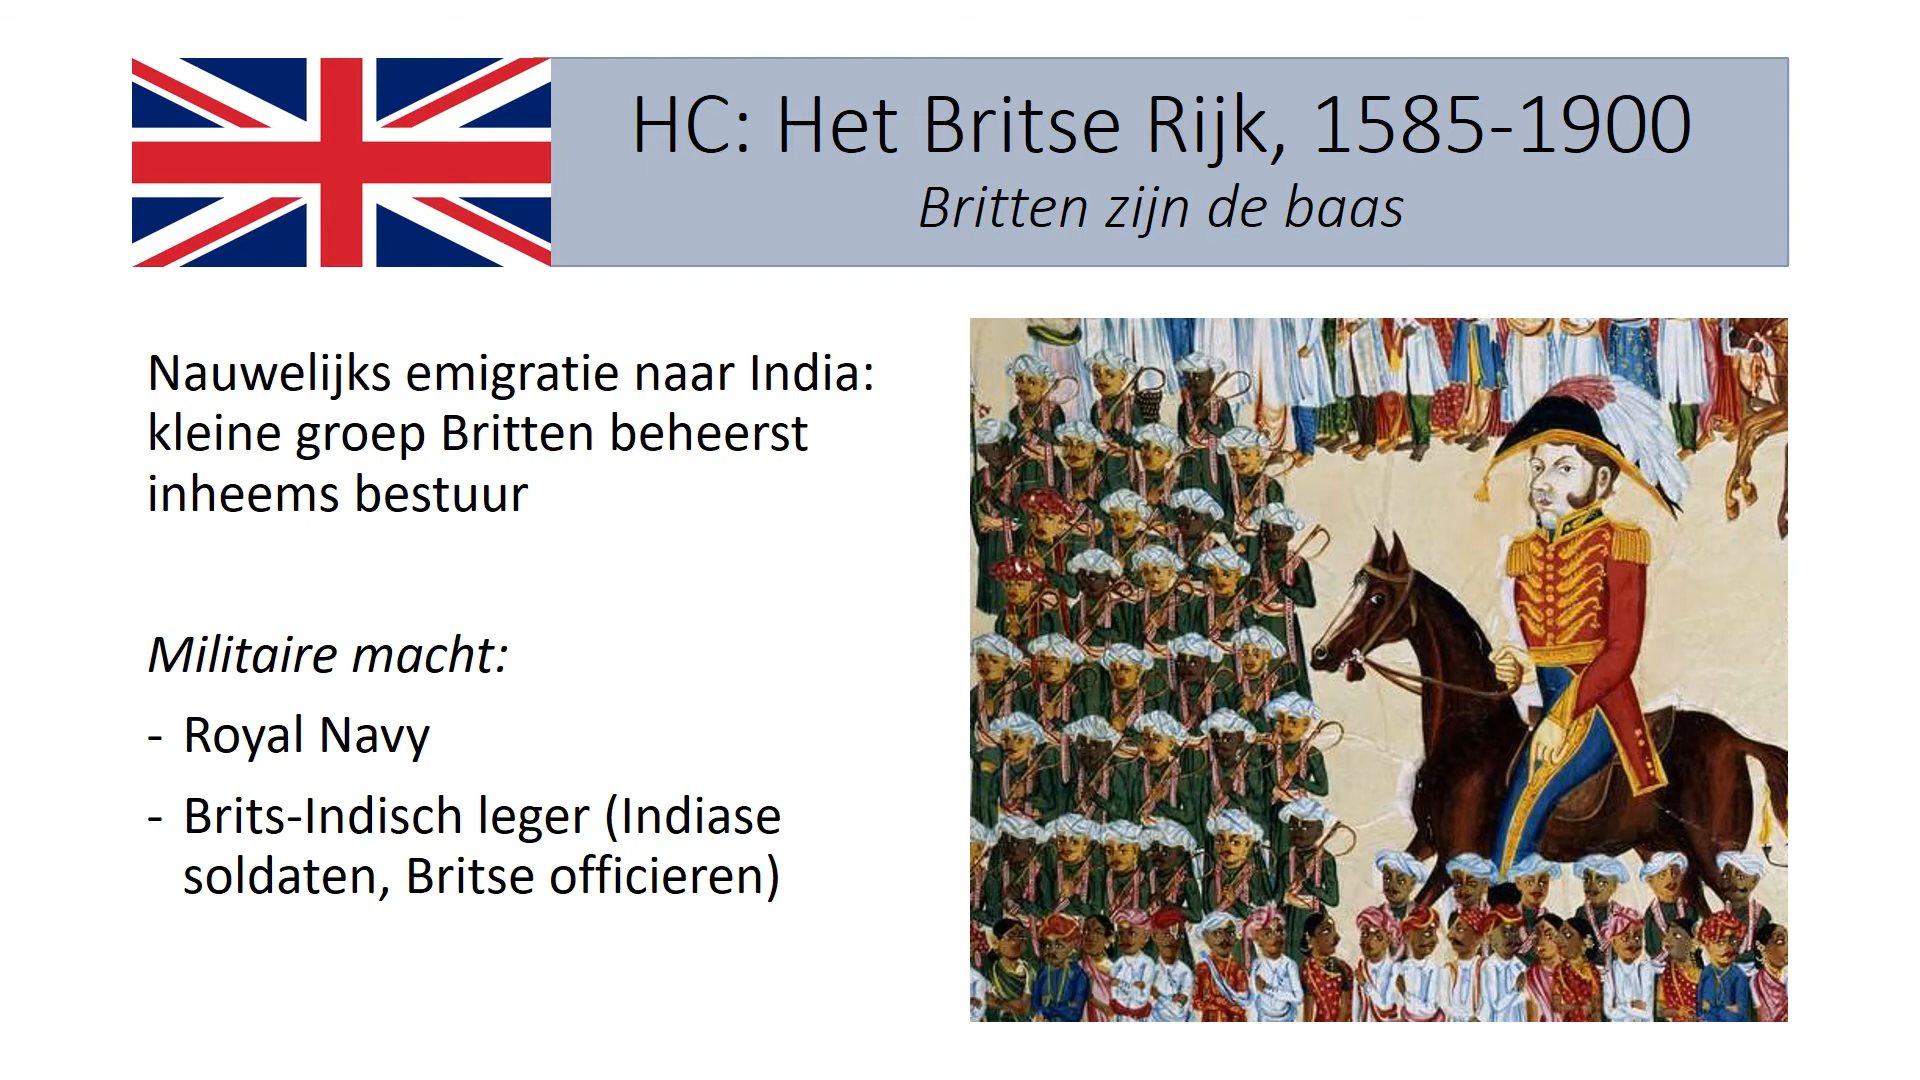 HC: Het Britse Rijk, 1585-1900
Britten zijn de baas
Nauwelijks emigratie naar India:
kleine groep Britten beheerst
inheems bestuur
Militaire macht:
- Royal Navy
- Brits-Indisch leger (Indiase
soldaten, Britse officieren)